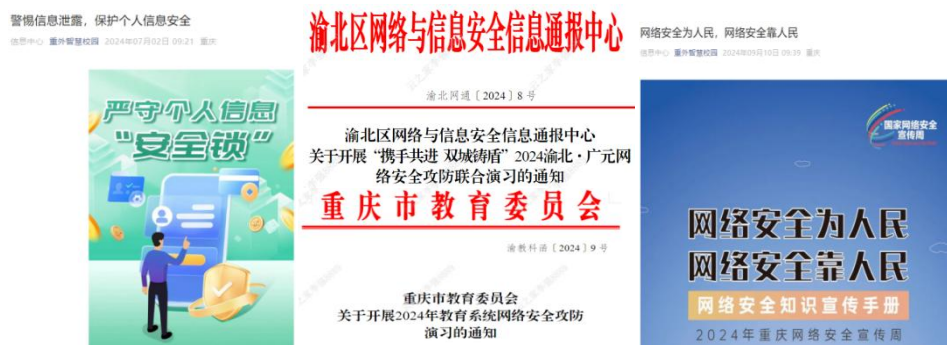 警惕信息泄露，保护个人信息安全
信息中心 重外智慧校园 2024年07月02日 09:21 重庆
严守个人信息
“安全锁”
渝北区网络与信息安全信息通报中心
渝北网通〔2024〕8号
渝北区网络与信息安全信息通报中心
关于开展“携手共进 双城铸盾”2024渝北·广元网
络安全攻防联合演习的通知
重庆市教育委员会
渝教科函〔2024〕9号
重庆市教育委员会
关于开展2024年教育系统网络安全攻防
演习的通知
网络安全为人民，网络安全靠人民
信息中心 重外智慧校园 2024年09月10日 09:39 重庆
国家网络安全
宣传周
网络安全为人民
网络安全靠人民
网络安全知识宣传手册
2024年重庆网络安全宣传周